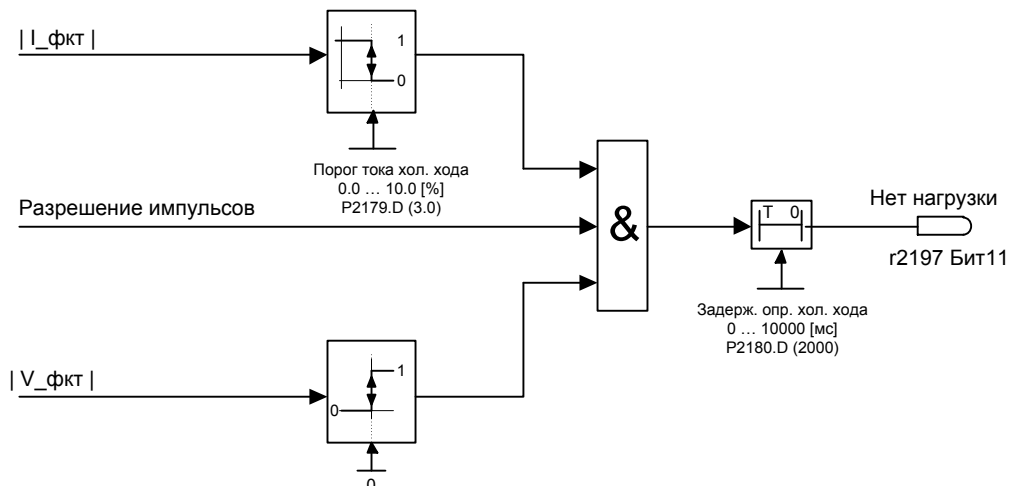 | I_фкт |
1
0
Порог тока хол. хода
0.0 … 10.0 [%]
P2179.D (3.0)
Разрешение импульсов
&
T 0
Нет нагрузки
r2197 Бит11
Задерж. опр. хол. хода
0 … 10000 [мс]
P2180.D (2000)
| V_фкт |
1
0
0